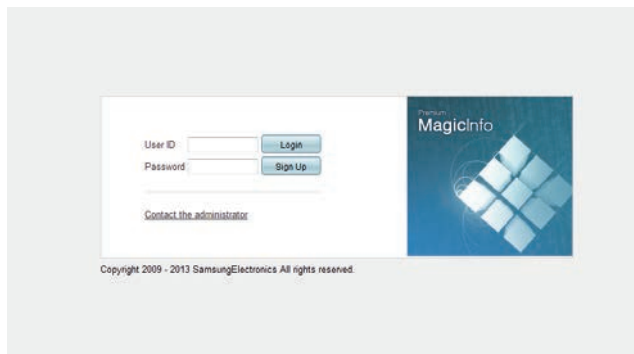 Premium
MagicInfo
User ID
Login
Password
Sign Up
Contact the administrator
Copyright 2009 - 2013 SamsungElectronics All rights reserved.